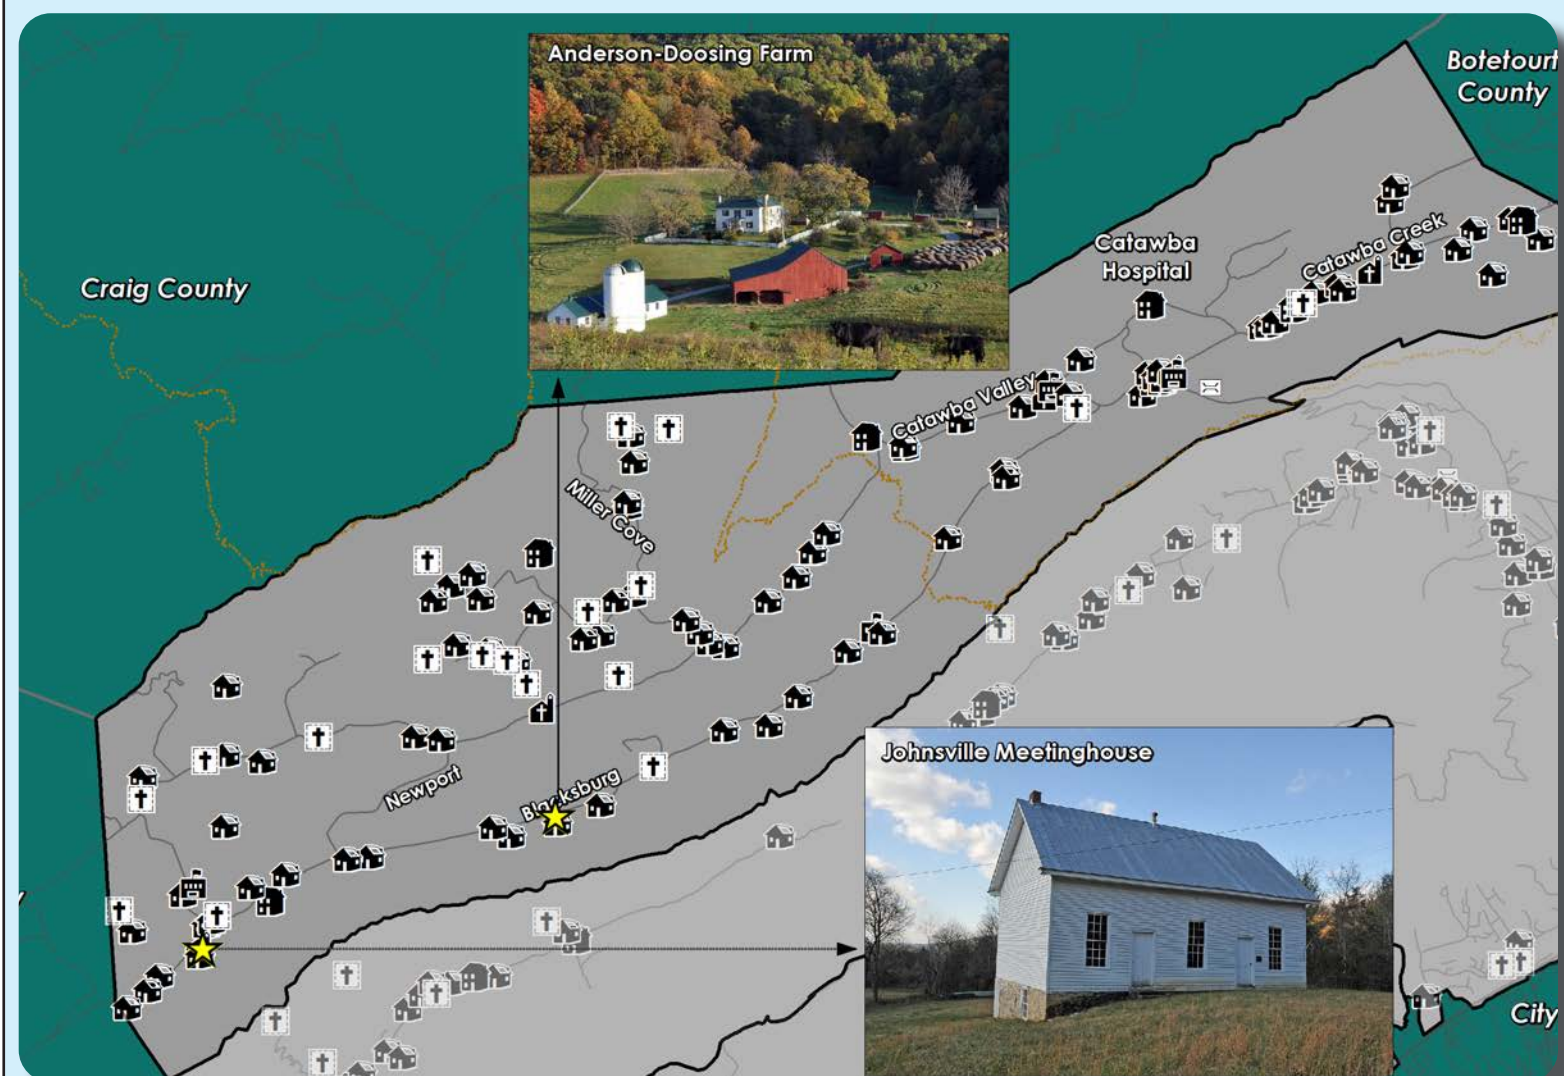 Anderson-Doosing Farm
Botetourt
County
Craig County
Catawba
Hospital
Catawba Creek
Catawba Valley
Miller Cove
Newport
Blacksburg
Johnsville Meetinghouse
City